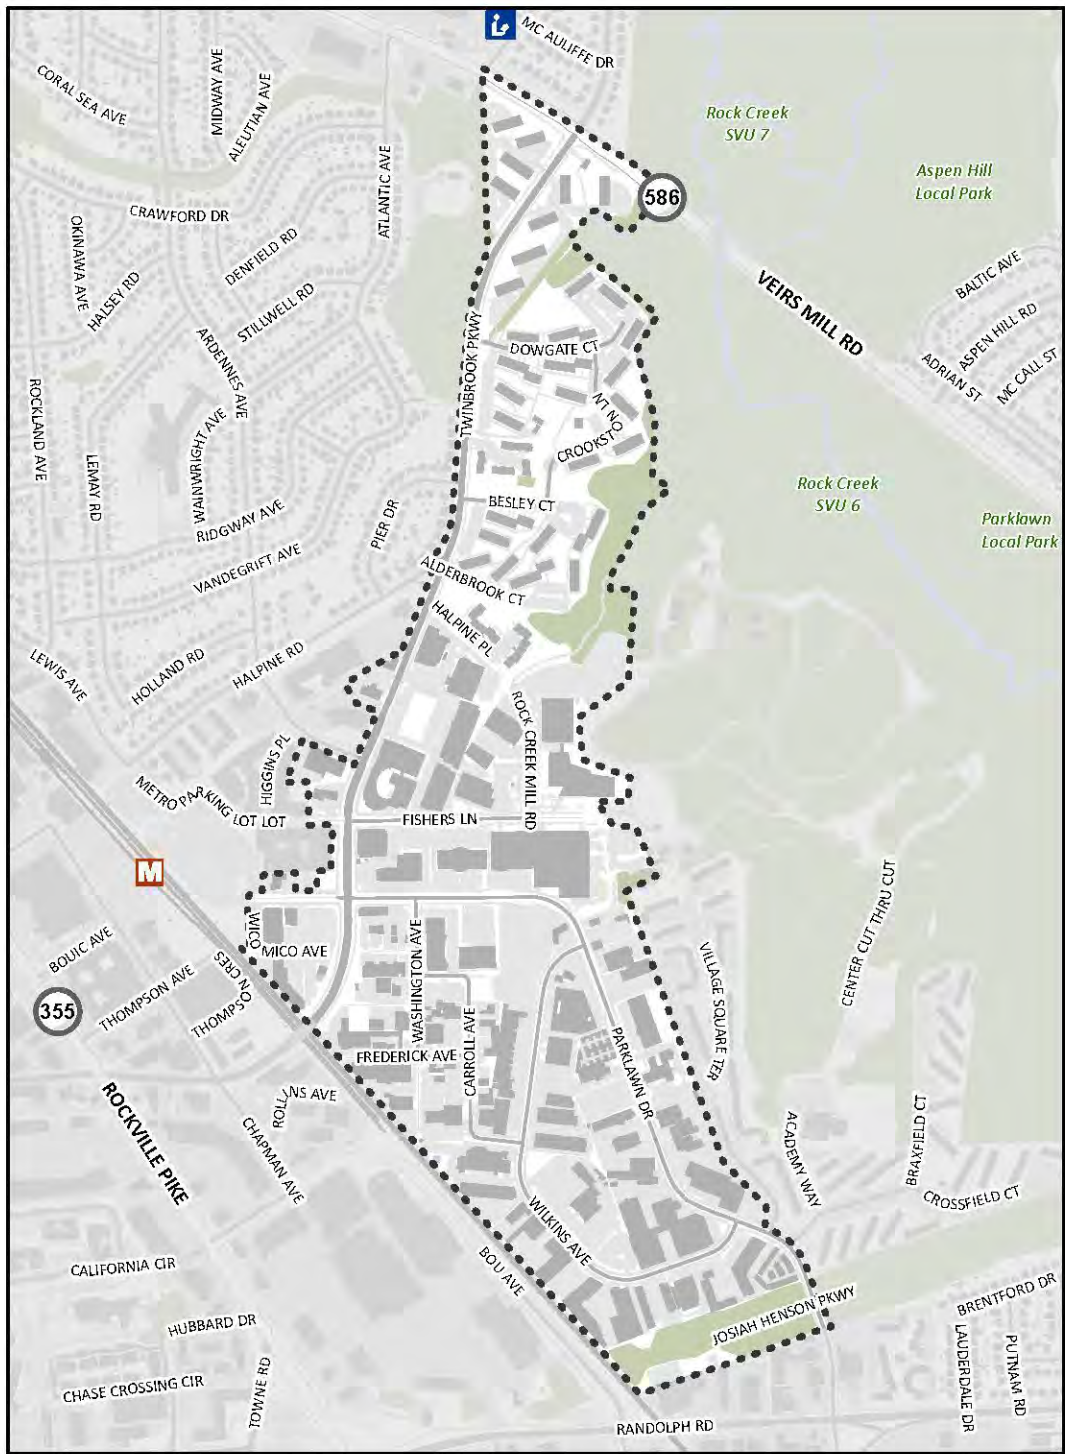 MC AULIFFE DR
CORAL SEA AVE
MIDWAY AVE
ALEUTIAN AVE
Rock Creek
SVU 7
Aspen Hill
Local Park
ATLANTIC AVE
586
CRAWFORD DR
OKINAWA AVE
HALSEY RD
DENFIELD RD
STILLWELL RD
VEIRS MILL RD
BALTIC AVE
ASPEN HILL RD
ADRIAN ST
MC CALL ST
ARDENNES AVE
TWINBROOK PKWY
DOWGATE CT
ROCKLAND AVE
LEMAY RD
WAINWRIGHT AVE
CROOKSTON LN
Rock Creek
SVU 6
Parklawn
Local Park
RIDGWAY AVE
PIER DR
BESLEY CT
VANDEGRIFT AVE
ALDERBROOK CT
HALPINE PL
LEWIS AVE
HOLLAND RD
HALPINE RD
ROCK CREEK MILL RD
HIGGINS PL
METRO PARKING LOT LOT
FISHERS LN
M
CENTER CUT THRU CUT
BOUIC AVE
WICO
MICO AVE
WASHINGTON AVE
VILLAGE SQUARE TER
355
THOMPSON AVE
THOMPSO
N CRES
FREDERICK AVE
CARROLL AVE
PARKLAWN DR
ROLLINS AVE
ROCKVILLE PIKE
CHAPMAN AVE
ACADEMY WAY
BRAXFIELD CT
CROSSFIELD CT
WILKINS AVE
BOU AVE
CALIFORNIA CIR
JOSIAH HENSON PKWY
BRENTFORD DR
HUBBARD DR
LAUDERDALE DR
PUTNAM RD
CHASE CROSSING CIR
TOWNE RD
RANDOLPH RD